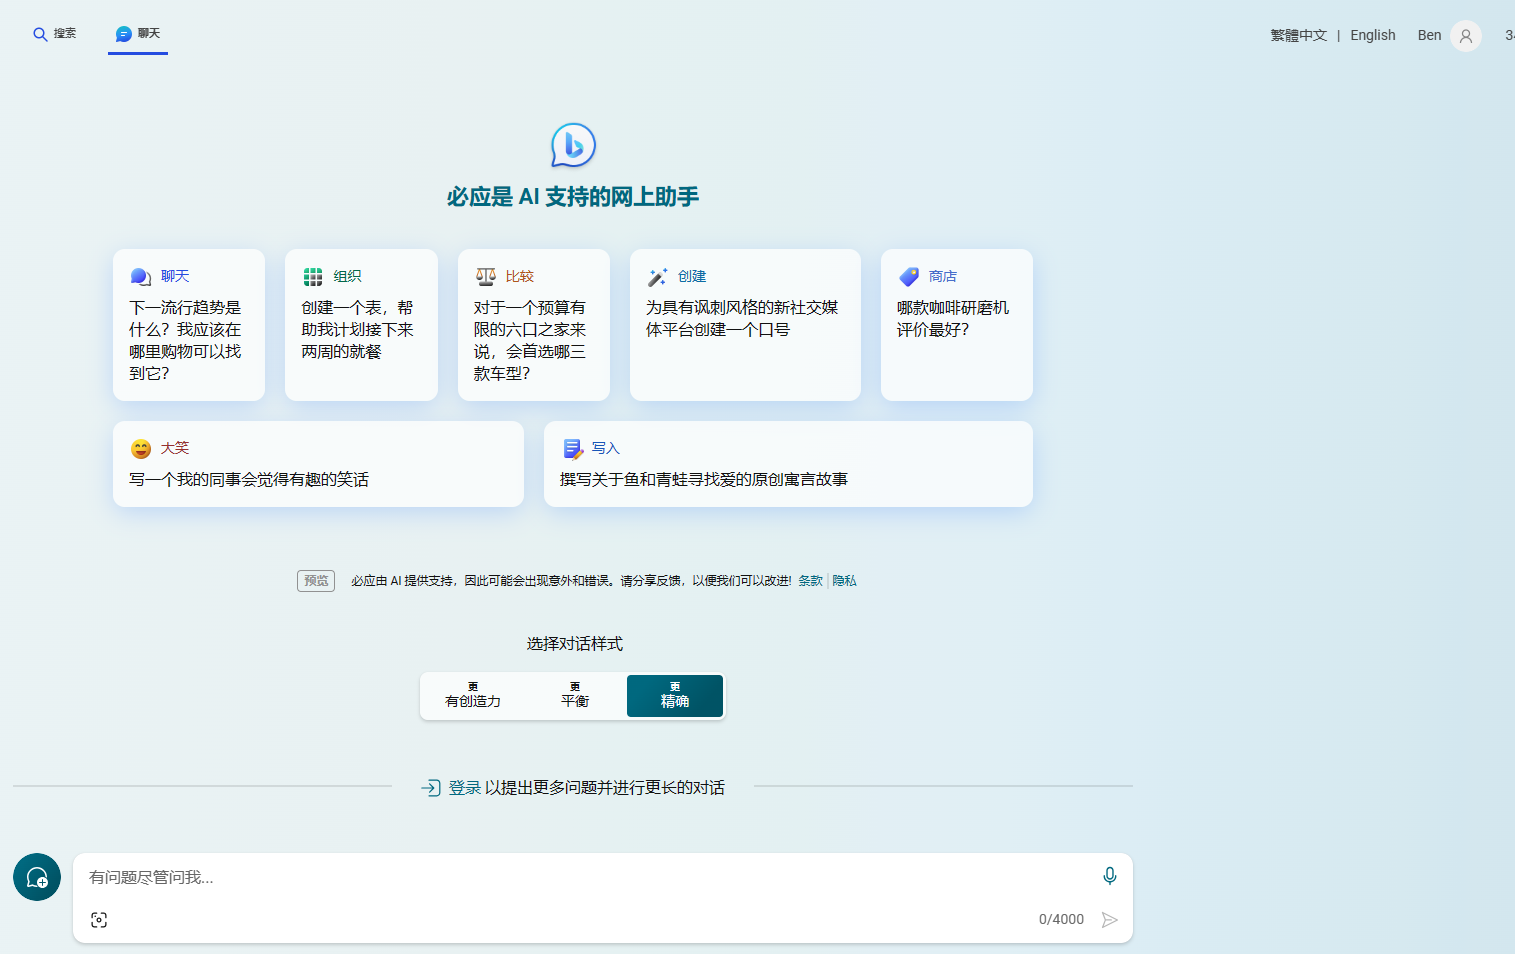 搜索
聊天
繁體中文 | English Ben
必应是 AI 支持的网上助手
聊天
下一流行趋势是
什么？我应该在
哪里购物可以找
到它？
组织
创建一个表，帮
助我计划接下来
两周的就餐
比较
对于一个预算有
限的六口之家来
说，会首选哪三
款车型？
创建
为具有讽刺风格的新社交媒
体平台创建一个口号
商店
哪款咖啡研磨机
评价最好？
大笑
写一个我的同事会觉得有趣的笑话
写入
撰写关于鱼和青蛙寻找爱的原创寓言故事
预览 必应由 AI 提供支持，因此可能会出现意外和错误。请分享反馈，以便我们可以改进! 条款 | 隐私
选择对话样式
更
有创造力
更
平衡
更
精确
登录 以提出更多问题并进行更长的对话
有问题尽管问我...
0/4000